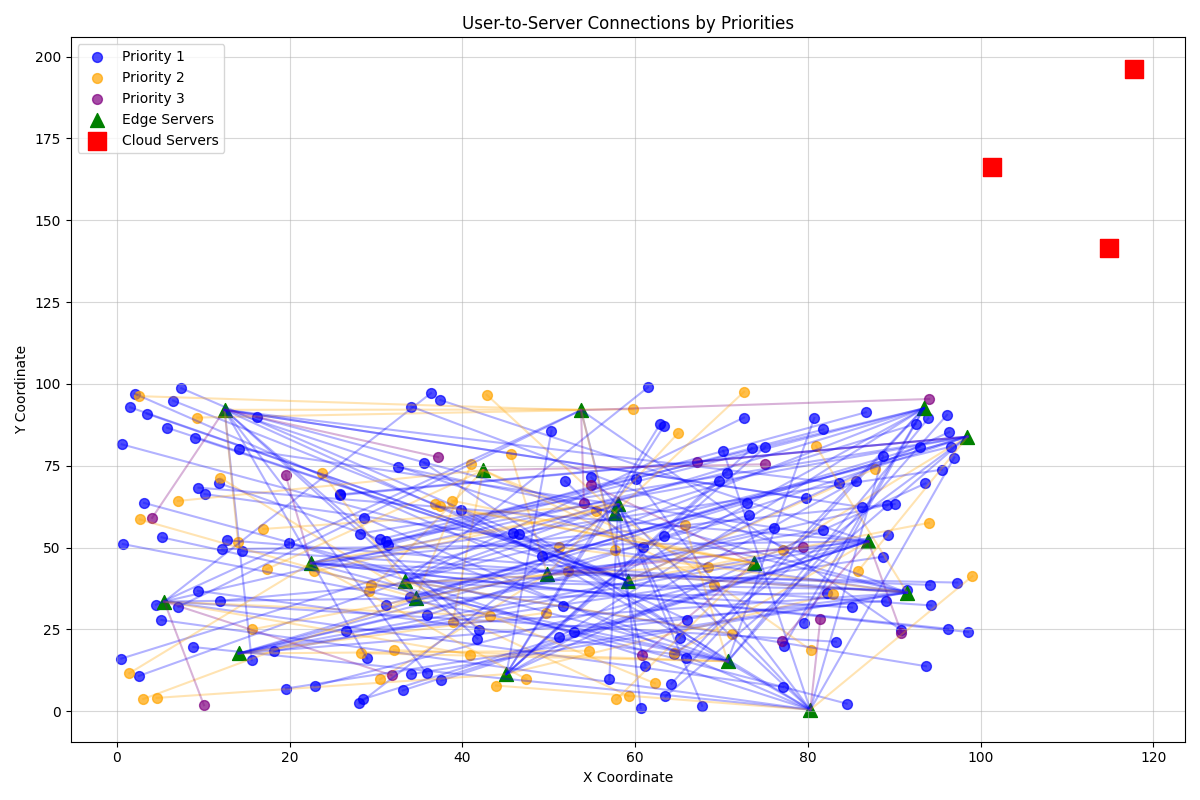 User-to-Server Connections by Priorities
Priority 1
Priority 2
Priority 3
Edge Servers
Cloud Servers
Y Coordinate
200
175
150
125
100
75
50
25
0
0 20 40 60 80 100 120
X Coordinate